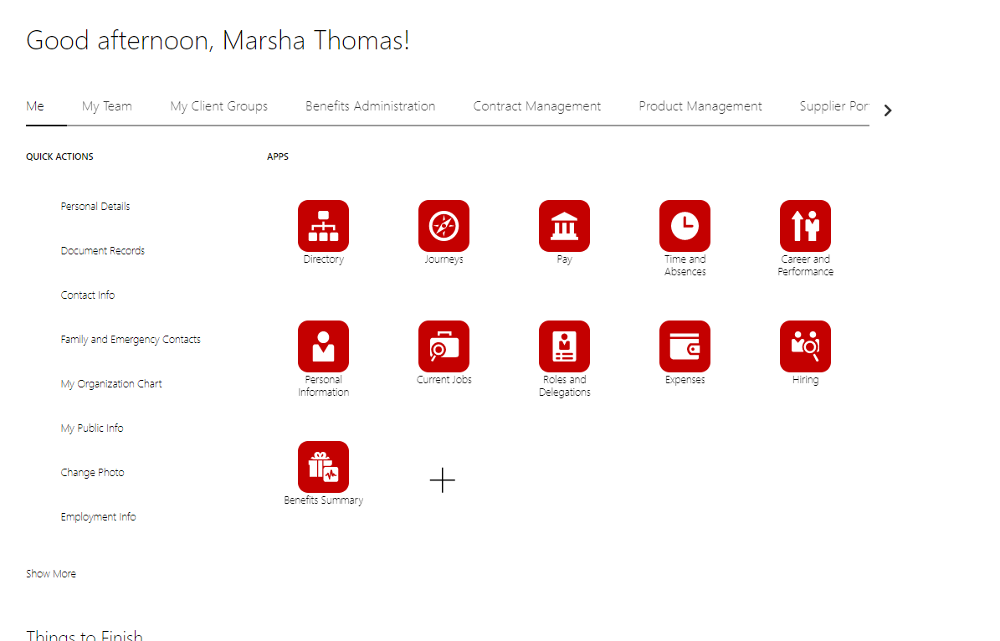 Good afternoon, Marsha Thomas!
Me My Team My Client Groups Benefits Administration Contract Management Product Management Supplier Por
QUICK ACTIONS
Personal Details
Document Records
Contact Info
Family and Emergency Contacts
My Organization Chart
My Public Info
Change Photo
Employment Info
Show More
APPS
Directory
Journeys
Pay
Time and
Absences
Career and
Performance
Personal
Information
Current Jobs
Roles and
Delegations
Expenses
Hiring
Benefits Summary
Things to Finish